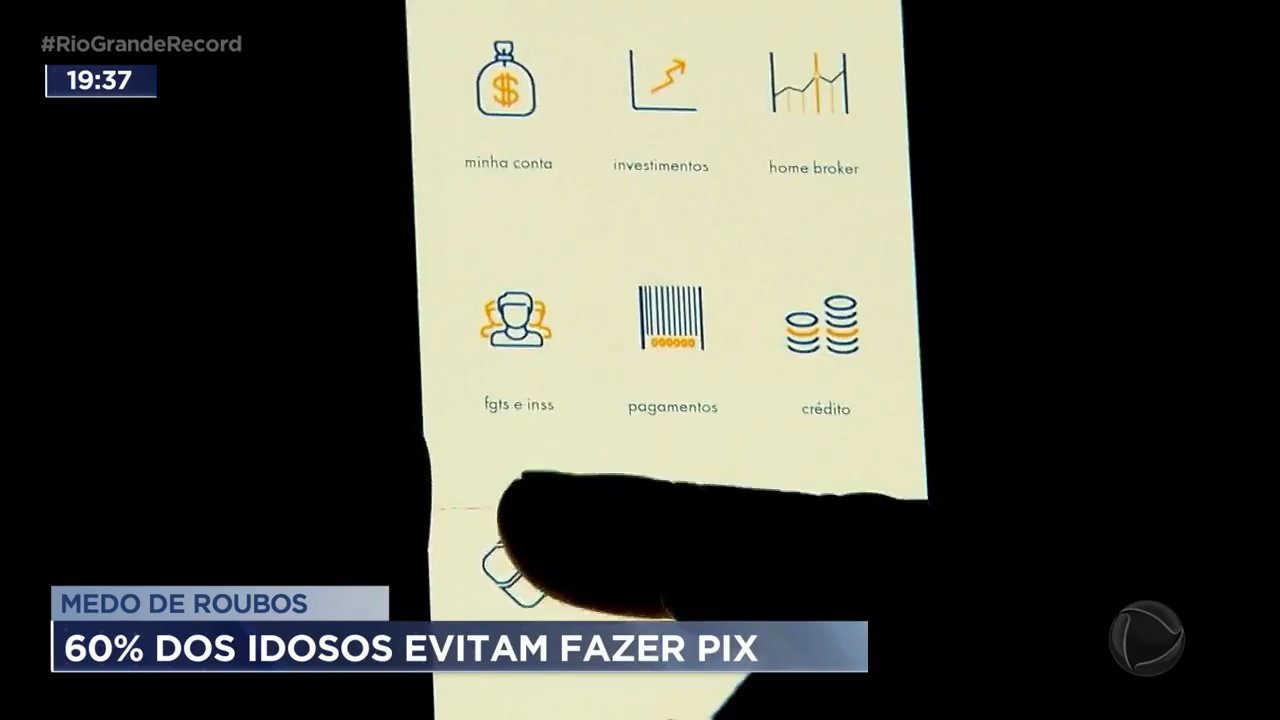 #RioGrandeRecord
19:37
minha conta
investimentos
home broker
fgts e inss
pagamentos
crédito
MEDO DE ROUBOS
60% DOS IDOSOS EVITAM FAZER PIX